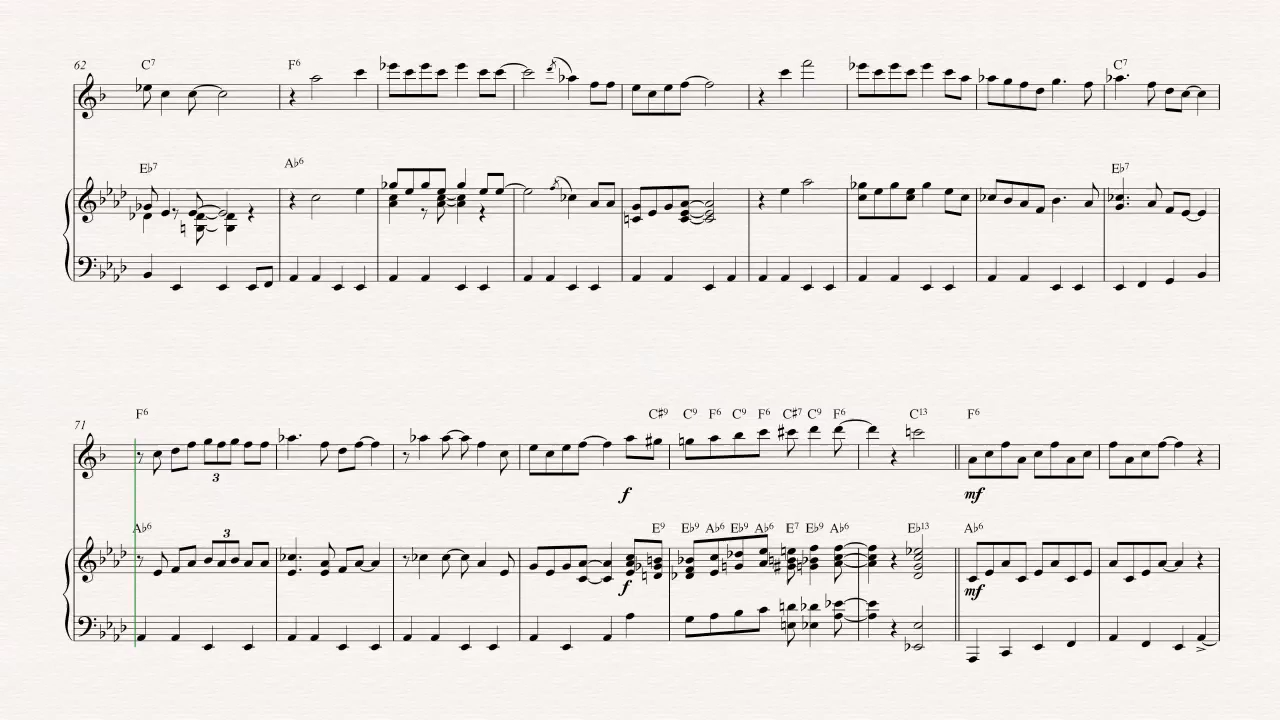 62 C7 F6 C7
Eb7 Ab6 Eb7
71 F6 C#9 C9 F6 C9 F6 C#7 C9 F6 C13 F6
3
f mf
Ab6 3 E9 Eb9 Ab6 Eb9 Ab6 E7 Eb9 Ab6 Eb13 Ab6
f mf